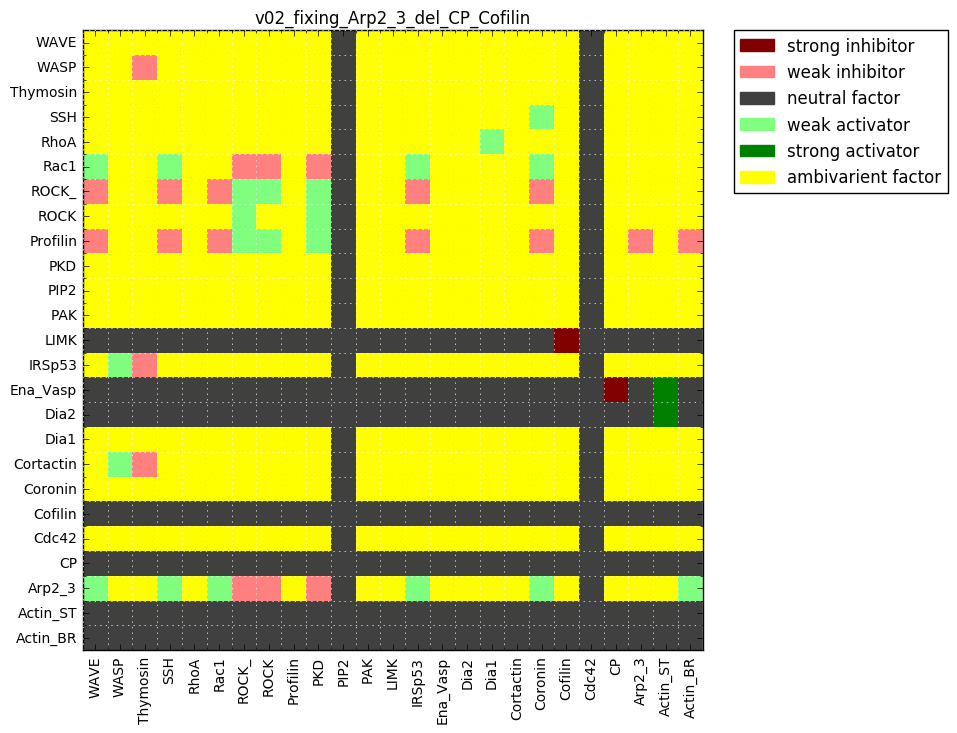 v02_fixing_Arp2_3_del_CP_Cofilin
WAVE
WASP
Thymosin
SSH
RhoA
Rac1
ROCK_
ROCK
Profilin
PKD
PIP2
PAK
LIMK
IRSp53
Ena_Vasp
Dia2
Dia1
Cortactin
Coronin
Cofilin
Cdc42
CP
Arp2_3
Actin_ST
Actin_BR
WAVE
WASP
Thymosin
SSH
RhoA
Rac1
ROCK_
ROCK
Profilin
PKD
PIP2
PAK
LIMK
IRSp53
Ena_Vasp
Dia2
Dia1
Cortactin
Coronin
Cofilin
Cdc42
CP
Arp2_3
Actin_ST
Actin_BR
strong inhibitor
weak inhibitor
neutral factor
weak activator
strong activator
ambivarient factor